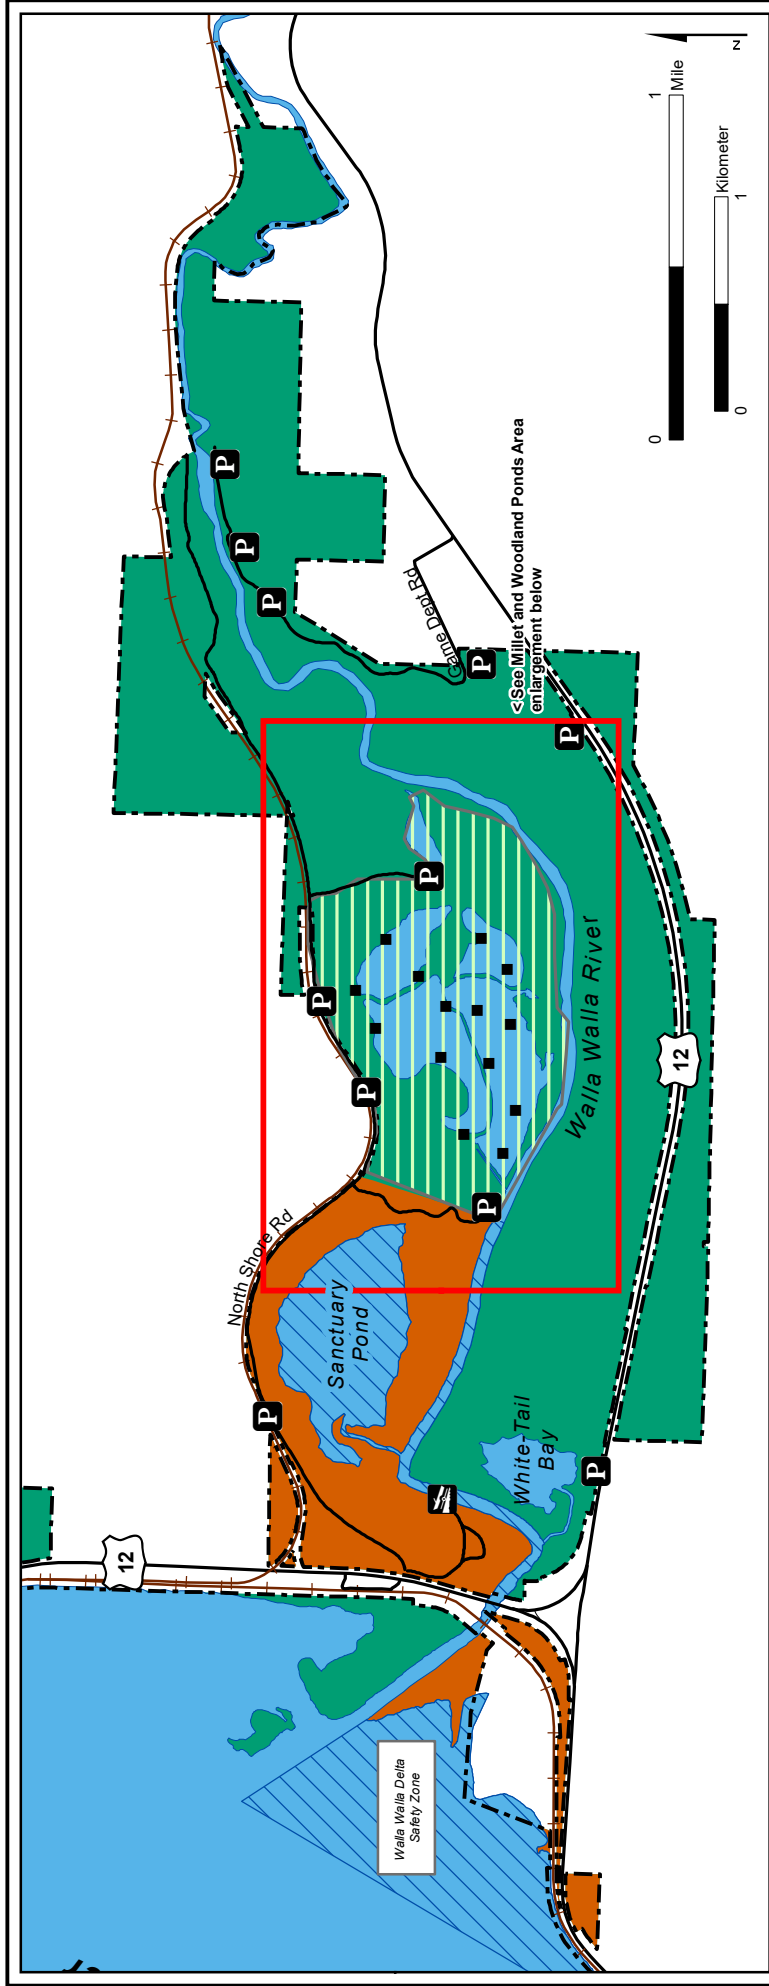 North Shore Rd
12
Sanctuary
Pond
White-Tail
Bay
Walla Walla Delta
Safety Zone
Walla Walla River
12
Game Dept Rd
<See Millet and Woodland Ponds Area
enlargement below
P
P
P
P
P
P
P
P
P
P
P
0
1
Mile
0
1
Kilometer
N